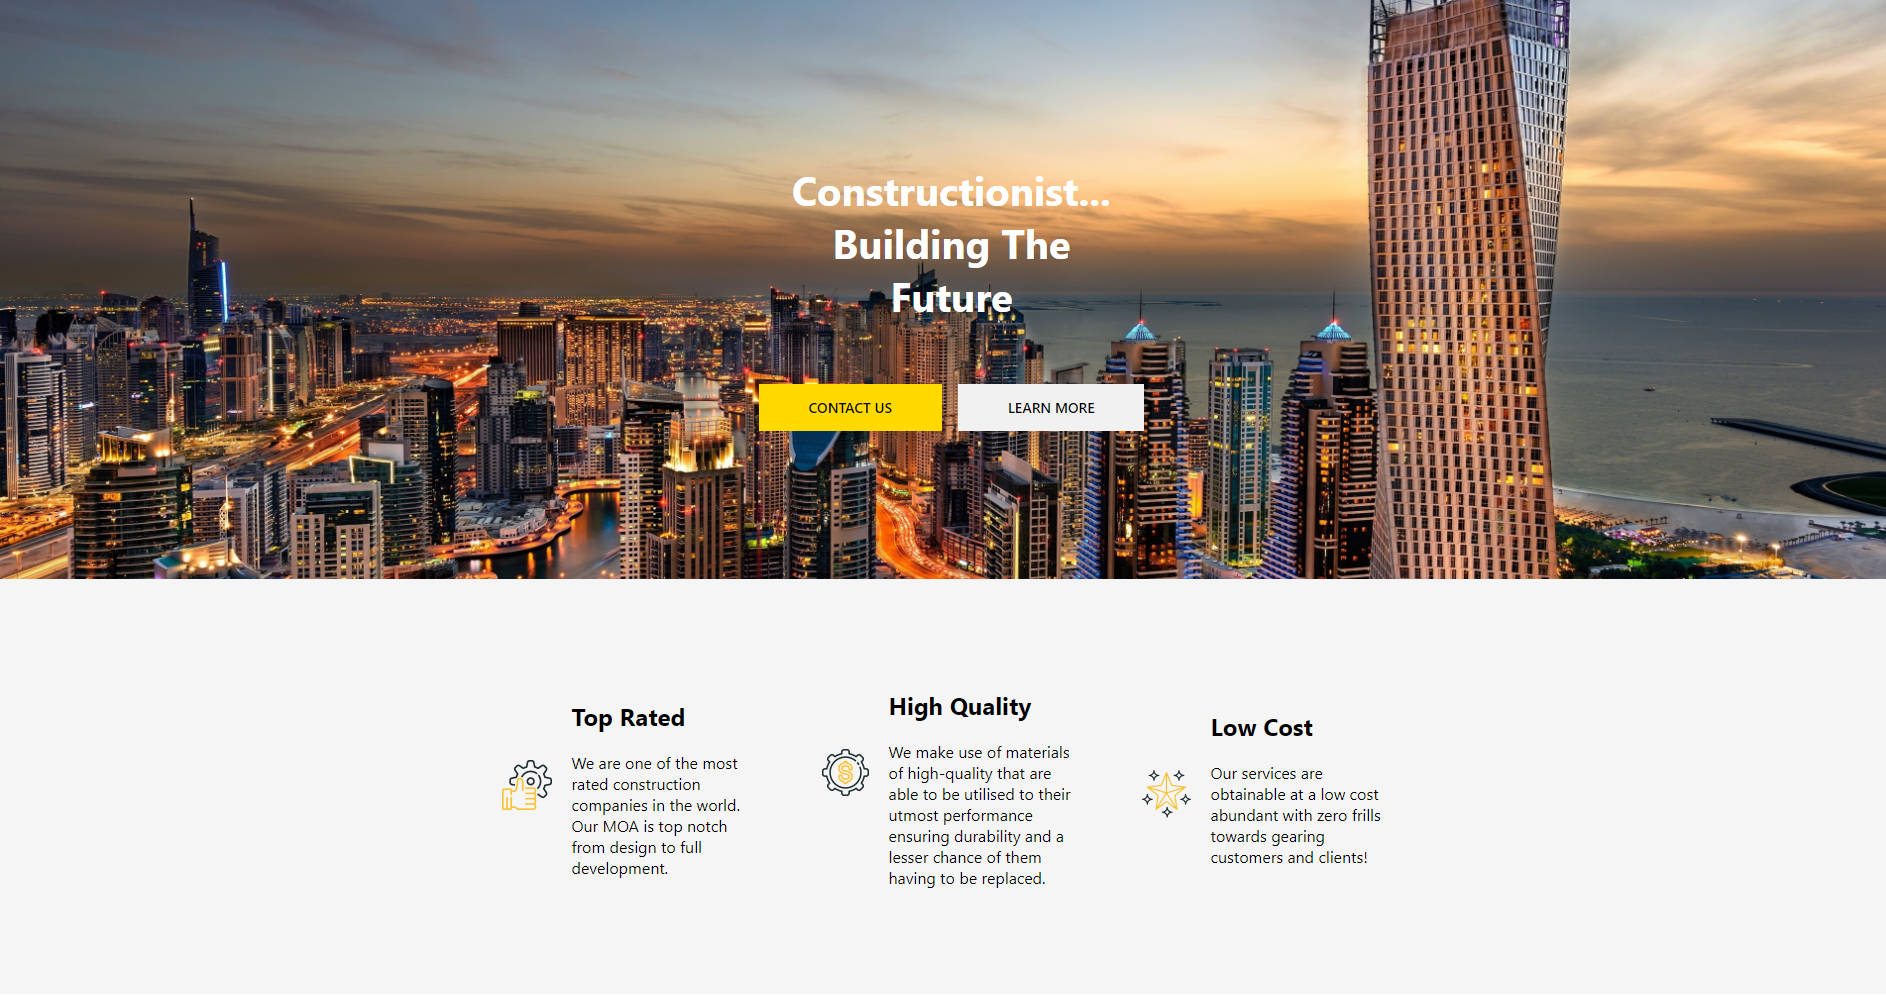 Constructionist...
Building The
Future
CONTACT US
LEARN MORE
Top Rated
We are one of the most
rated construction
companies in the world.
Our MOA is top notch
from design to full
development.
High Quality
We make use of materials
of high-quality that are
able to be utilised to their
utmost performance
ensuring durability and a
lesser chance of them
having to be replaced.
Low Cost
Our services are
obtainable at a low cost
abundant with zero frills
towards gearing
customers and clients!